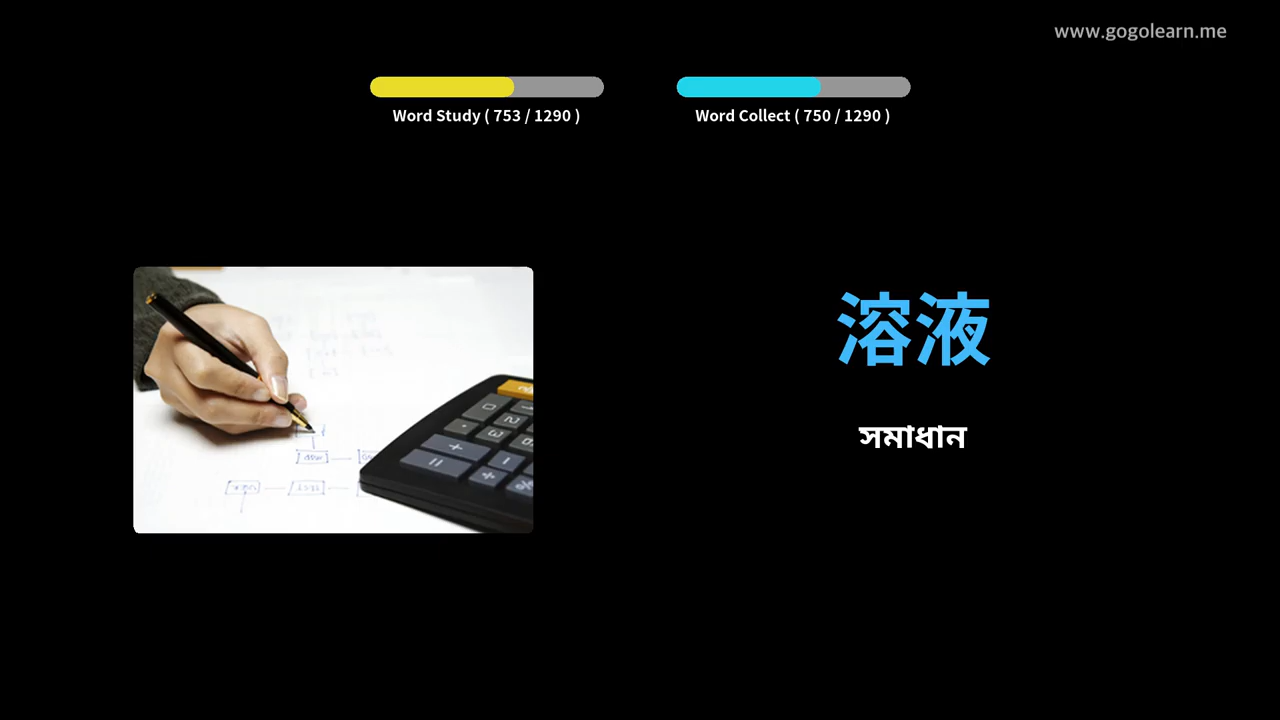 www.gogolearn.me
Word Study ( 753 / 1290 )
Word Collect ( 750 / 1290 )
溶液
সমাধান